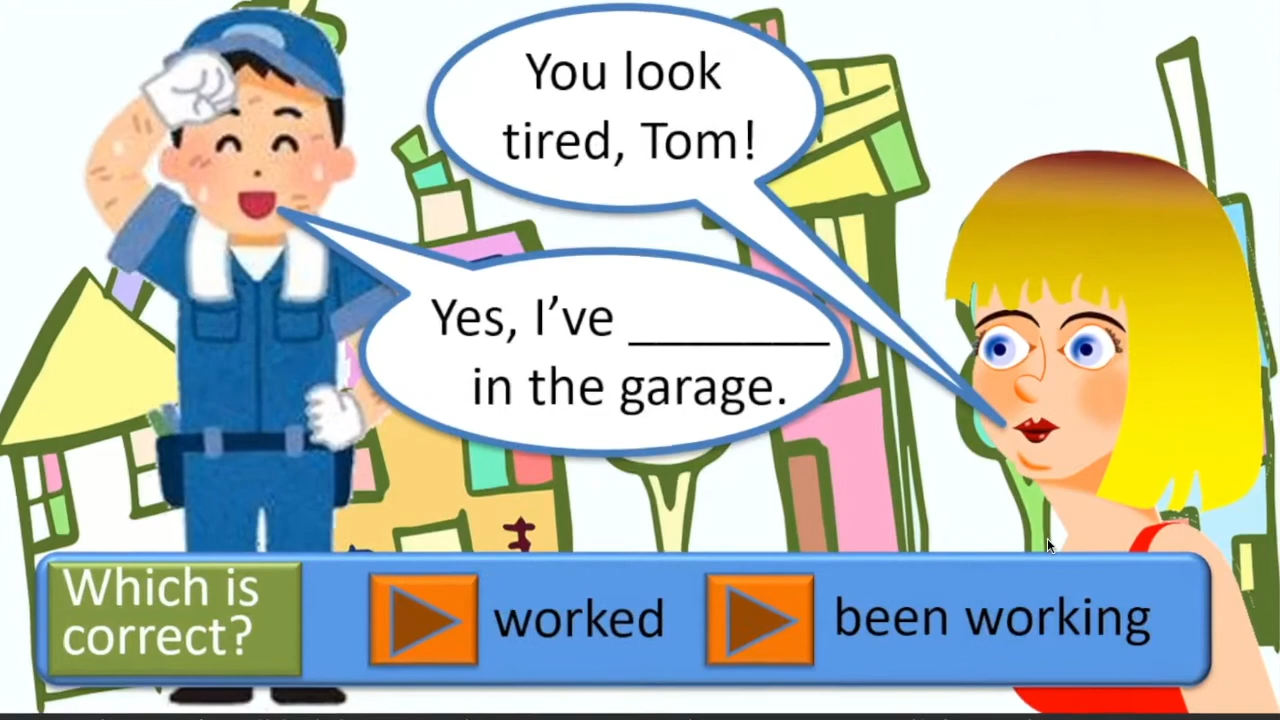 You look
tired, Tom!
Yes, I've ________
in the garage.
Which is
correct?
worked
been working